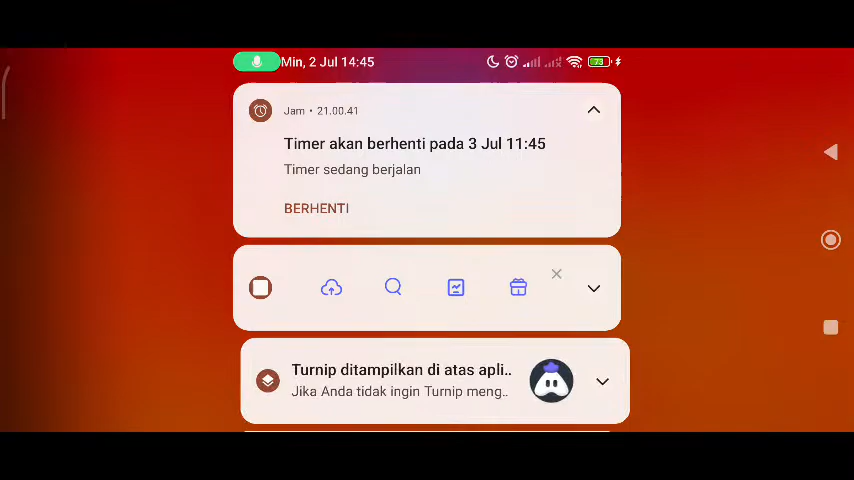 Min, 2 Jul 14:45
73
Jam • 21.00.41
Timer akan berhenti pada 3 Jul 11:45
Timer sedang berjalan
BERHENTI
Turnip ditampilkan di atas apli..
Jika Anda tidak ingin Turnip meng..